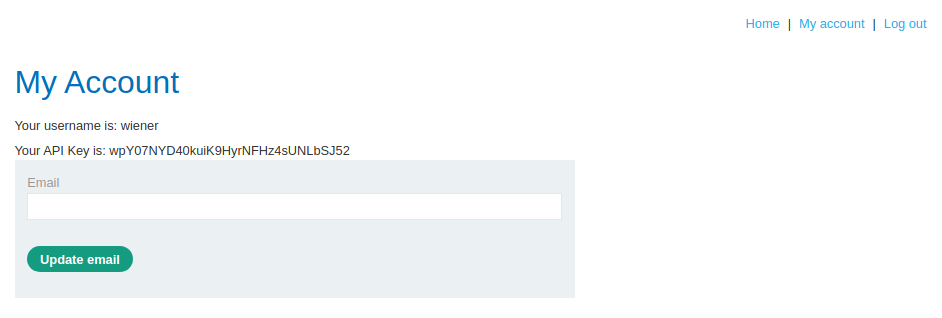 Home | My account | Log out
My Account
Your username is: wiener
Your API Key is: wpY07NYD40kuiK9HyrNFHz4sUNLbSJ52
Email
Update email